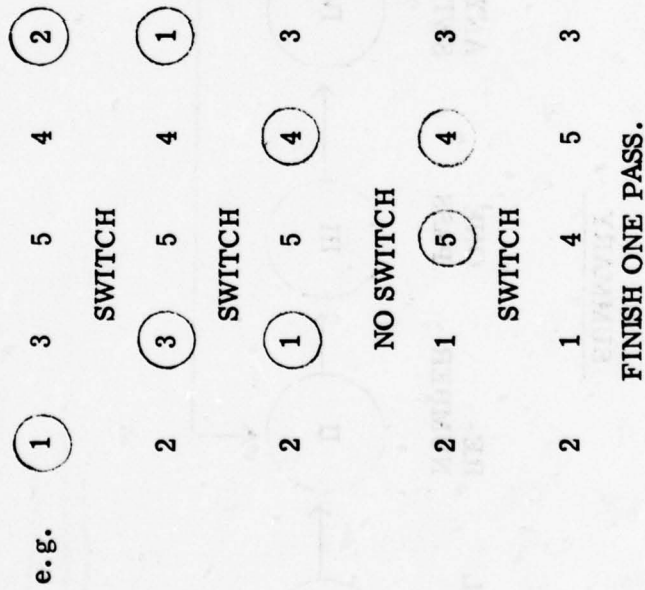 e.g. 1 3 5 4 2
SWITCH
2 3 5 4 1
SWITCH
2 1 5 4 3
NO SWITCH
2 1 5 4 3
SWITCH
2 1 4 5 3
FINISH ONE PASS.